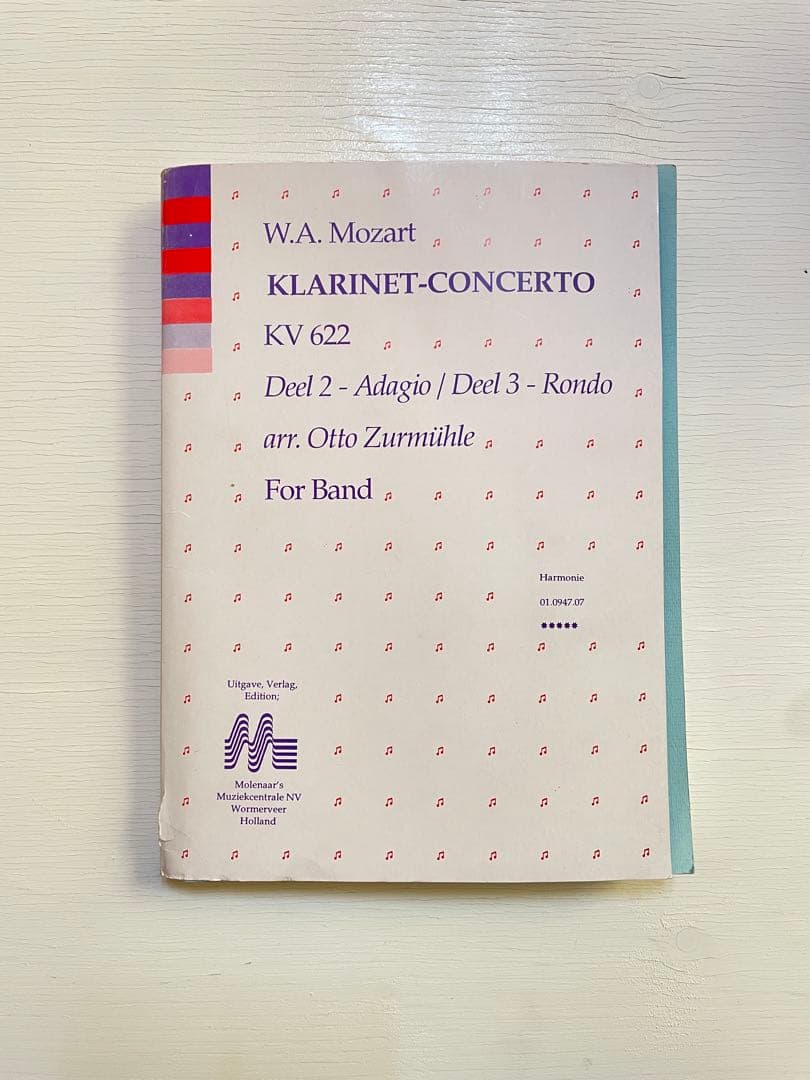 W.A. Mozart
KLARINET-CONCERTO
KV 622
Deel 2 - Adagio / Deel 3 - Rondo
arr. Otto Zurmühle
For Band
Harmonie
01.0947.07
*****
Uitgave, Verlag,
Edition;
Molenaar's
Muziekcentrale NV
Wormerveer
Holland